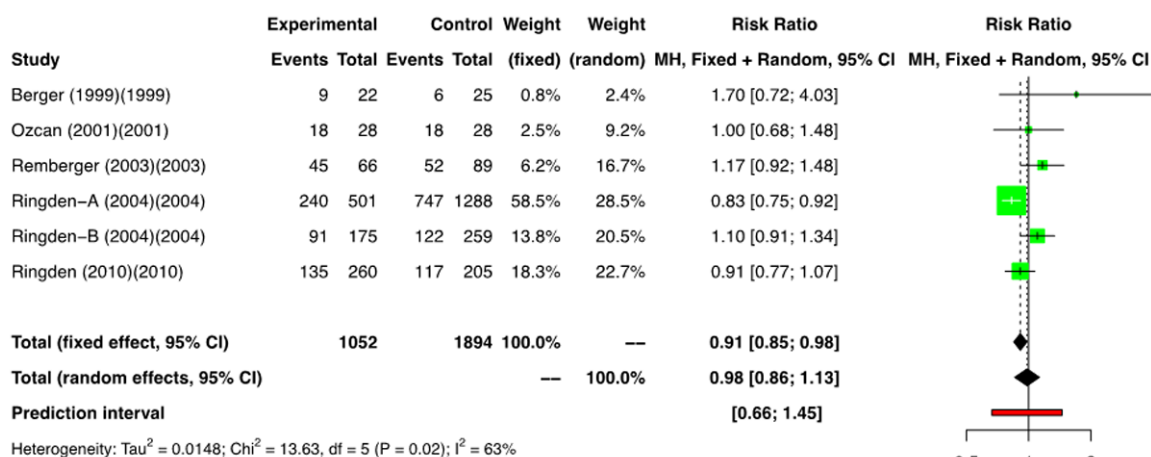 Experimental Control Weight Weight Risk Ratio Risk Ratio
Study Events Total Events Total (fixed) (random) MH, Fixed + Random, 95% CI MH, Fixed + Random, 95% CI
Berger (1999)(1999) 9 22 6 25 0.8% 2.4% 1.70 [0.72; 4.03]
Ozcan (2001)(2001) 18 28 18 28 2.5% 9.2% 1.00 [0.68; 1.48]
Remberger (2003)(2003) 45 66 52 89 6.2% 16.7% 1.17 [0.92; 1.48]
Ringden−A (2004)(2004) 240 501 747 1288 58.5% 28.5% 0.83 [0.75; 0.92]
Ringden−B (2004)(2004) 91 175 122 259 13.8% 20.5% 1.10 [0.91; 1.34]
Ringden (2010)(2010) 135 260 117 205 18.3% 22.7% 0.91 [0.77; 1.07]
Total (fixed effect, 95% CI) 1052 1894 100.0% −− 0.91 [0.85; 0.98]
Total (random effects, 95% CI) −− 100.0% 0.98 [0.86; 1.13]
Prediction interval [0.66; 1.45]
Heterogeneity: Tau² = 0.0148; Chi² = 13.63, df = 5 (P = 0.02); I² = 63%